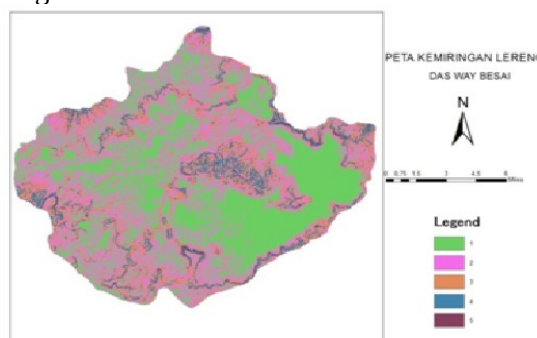 PETA KEMIRINGAN LERENG
DAS WAY BESAI
N
0 0.75 1.5 3 4.5 6
Miles
Legend
1
2
3
4
5